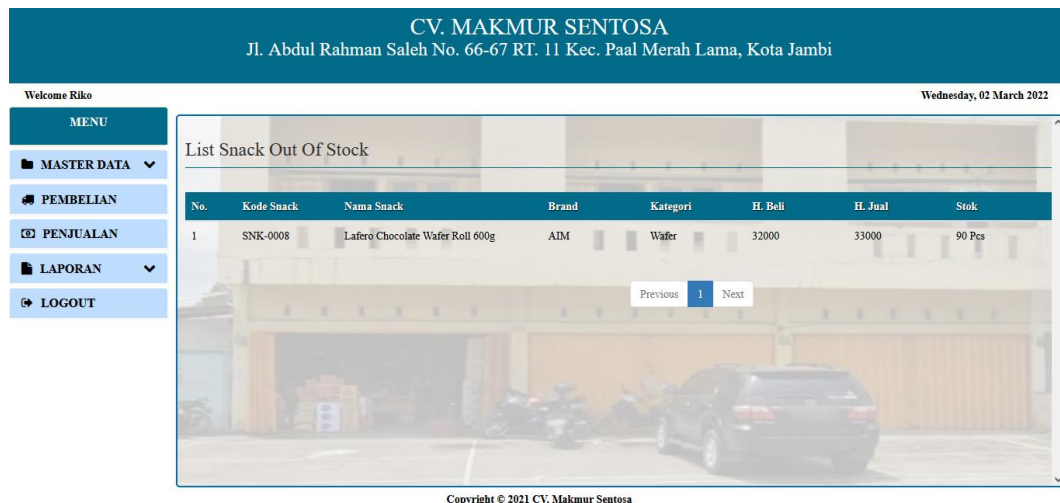 CV. MAKMUR SENTOSA
Jl. Abdul Rahman Saleh No. 66-67 RT. 11 Kec. Paal Merah Lama, Kota Jambi
Welcome Riko
Wednesday, 02 March 2022
MENU
MASTER DATA
PEMBELIAN
PENJUALAN
LAPORAN
LOGOUT
List Snack Out Of Stock
No. Kode Snack Nama Snack Brand Kategori H. Beli H. Jual Stok
1 SNK-0008 Lafero Chocolate Wafer Roll 600g AIM Wafer 32000 33000 90 Pcs
Previous 1 Next
Copyright © 2021 CV. Makmur Sentosa